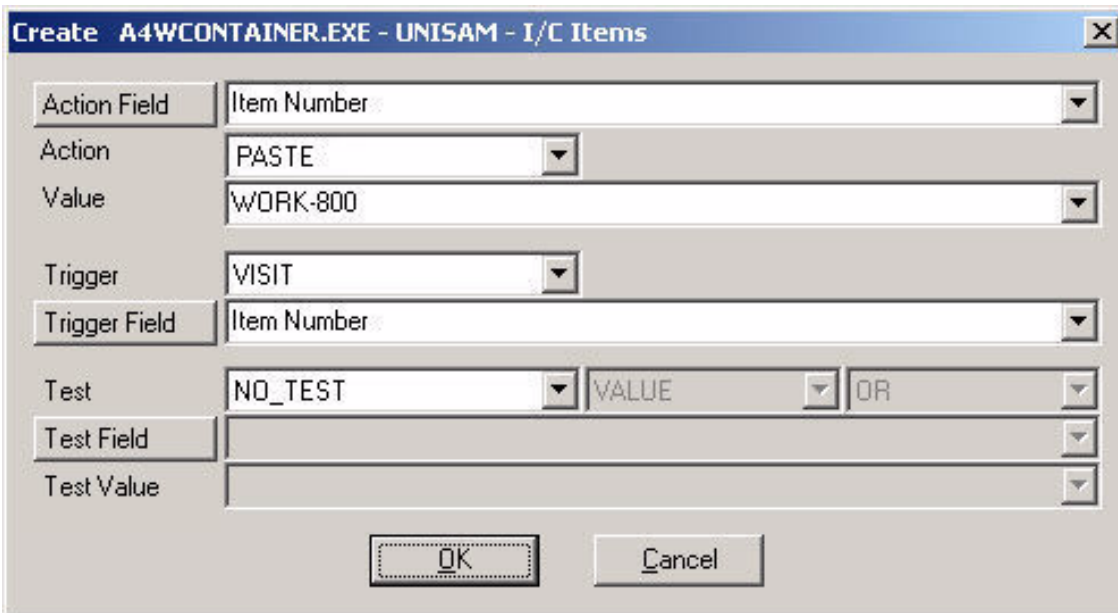 Create A4WCONTAINER.EXE - UNISAM - I/C Items
Action Field Item Number
Action PASTE
Value WORK-800
Trigger VISIT
Trigger Field Item Number
Test NO_TEST VALUE OR
Test Field
Test Value
OK Cancel